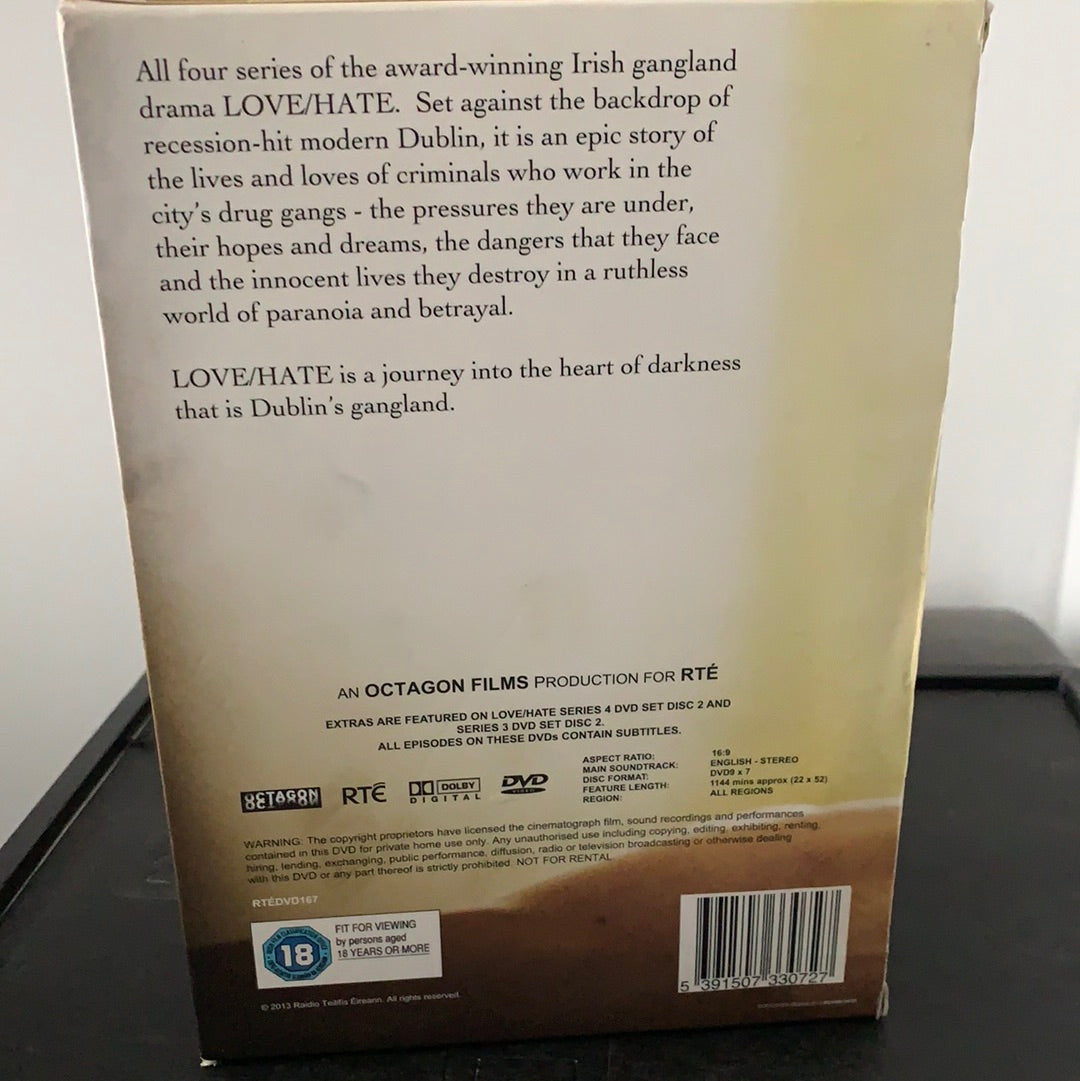 All four series of the award-winning Irish gangland
drama LOVE/HATE. Set against the backdrop of
recession-hit modern Dublin, it is an epic story of
the lives and loves of criminals who work in the
city's drug gangs - the pressures they are under,
their hopes and dreams, the dangers that they face
and the innocent lives they destroy in a ruthless
world of paranoia and betrayal.
LOVE/HATE is a journey into the heart of darkness
that is Dublin's gangland.
AN OCTAGON FILMS PRODUCTION FOR RTÉ
EXTRAS ARE FEATURED ON LOVE/HATE SERIES 4 DVD SET DISC 2 AND
SERIES 3 DVD SET DISC 2.
ALL EPISODES ON THESE DVDs CONTAIN SUBTITLES.
OCTAGON RTÉ DOLBY DIGITAL DVD VIDEO
ASPECT RATIO: 16:9
MAIN SOUNDTRACK: ENGLISH - STEREO
DISC FORMAT: DVD9 x 7
FEATURE LENGTH: 1144 mins approx (22 x 52)
REGION: ALL REGIONS
WARNING: The copyright proprietors have licensed the cinematograph film, sound recordings and performances
contained in this DVD for private home use only. Any unauthorised use including copying, editing, exhibiting, renting,
hiring, lending, exchanging, public performance, diffusion, radio or television broadcasting or otherwise dealing
with this DVD or any part thereof is strictly prohibited. NOT FOR RENTAL
RTÉDVD167
18
FIT FOR VIEWING
by persons aged
18 YEARS OR MORE
© 2013 Raidio Teilifís Éireann. All rights reserved.
5 391507 330727